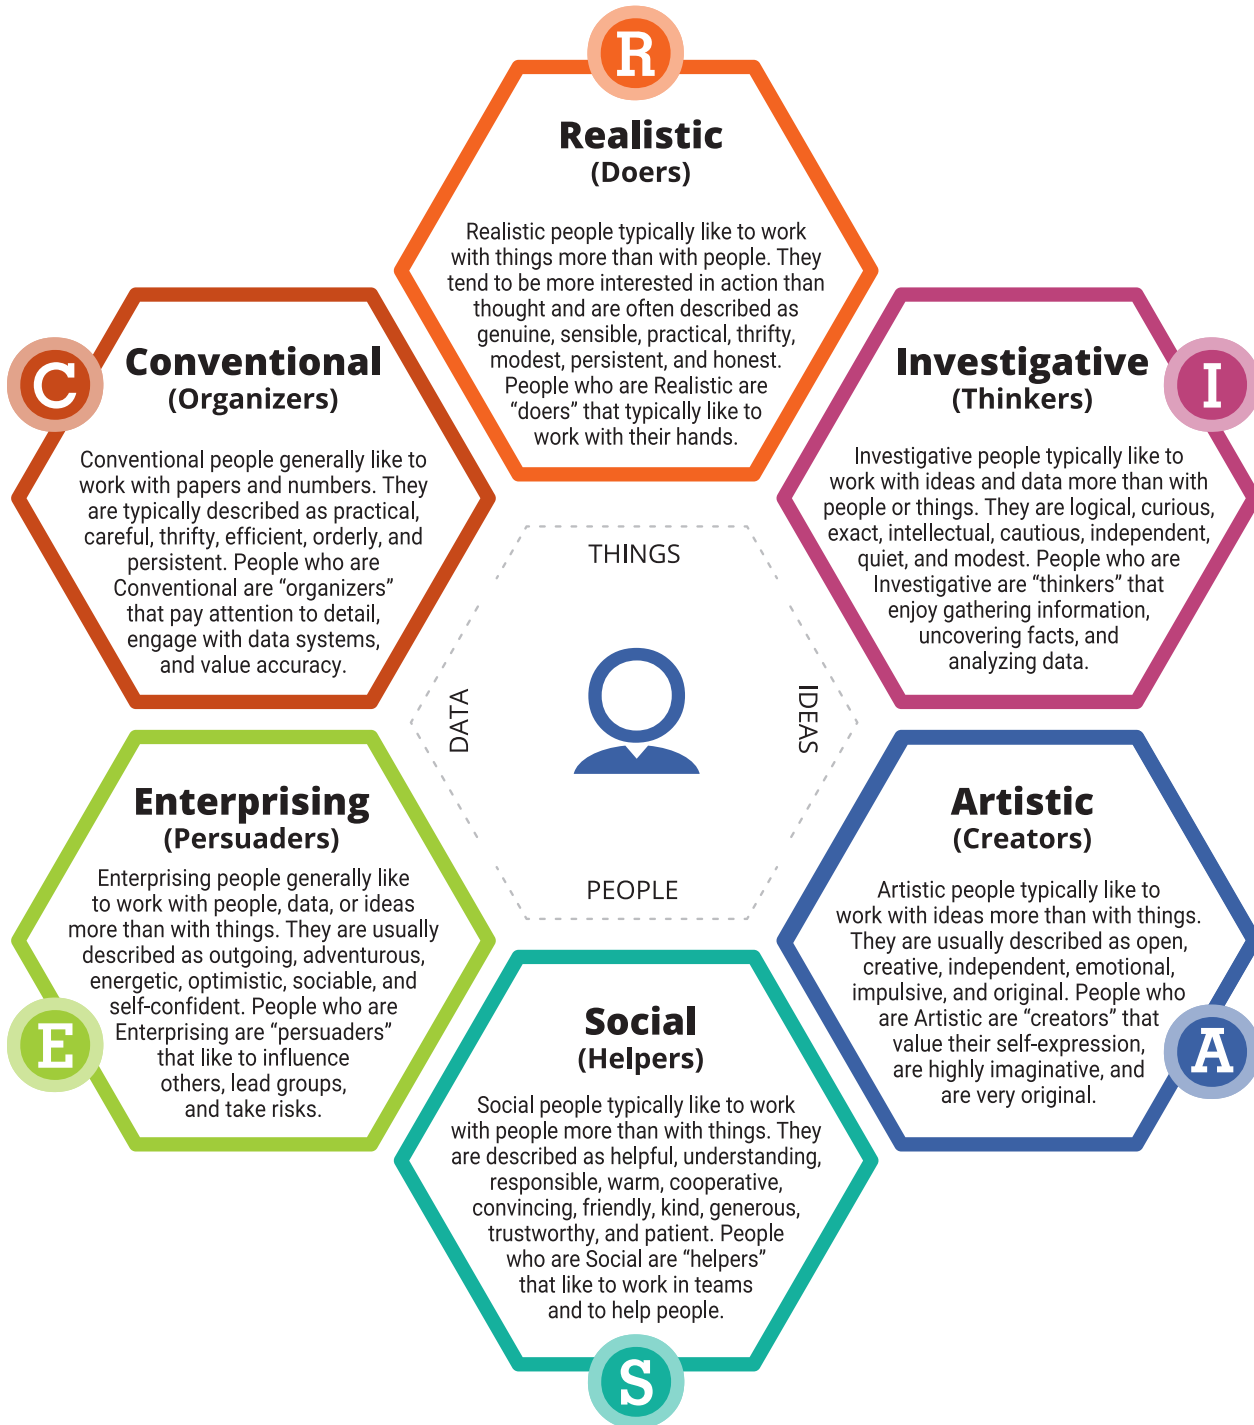 R
Realistic
(Doers)
Realistic people typically like to work
with things more than with people. They
tend to be more interested in action than
thought and are often described as
genuine, sensible, practical, thrifty,
modest, persistent, and honest.
People who are Realistic are
“doers” that typically like to
work with their hands.
C
Conventional
(Organizers)
Conventional people generally like to
work with papers and numbers. They
are typically described as practical,
careful, thrifty, efficient, orderly, and
persistent. People who are
Conventional are “organizers”
that pay attention to detail,
engage with data systems,
and value accuracy.
I
Investigative
(Thinkers)
Investigative people typically like to
work with ideas and data more than with
people or things. They are logical, curious,
exact, intellectual, cautious, independent,
quiet, and modest. People who are
Investigative are “thinkers” that
enjoy gathering information,
uncovering facts, and
analyzing data.
THINGS
DATA
IDEAS
PEOPLE
Enterprising
(Persuaders)
Enterprising people generally like
to work with people, data, or ideas
more than with things. They are usually
described as outgoing, adventurous,
energetic, optimistic, sociable, and
self-confident. People who are
Enterprising are “persuaders”
that like to influence
others, lead groups,
and take risks.
E
Artistic
(Creators)
Artistic people typically like to
work with ideas more than with things.
They are usually described as open,
creative, independent, emotional,
impulsive, and original. People who
are Artistic are “creators” that
value their self-expression,
are highly imaginative, and
are very original.
A
Social
(Helpers)
Social people typically like to work
with people more than with things. They
are described as helpful, understanding,
responsible, warm, cooperative,
convincing, friendly, kind, generous,
trustworthy, and patient. People
who are Social are “helpers”
that like to work in teams
and to help people.
S